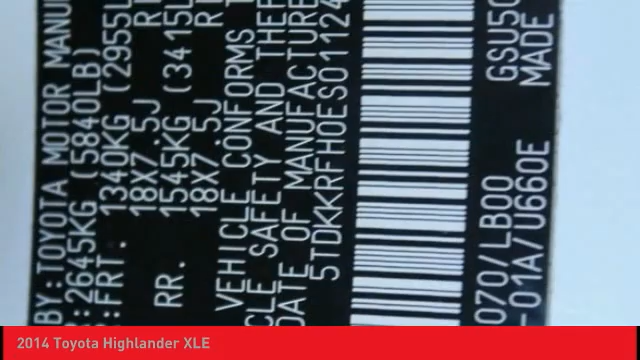 BY:TOYOTA MOTOR MANU
:2645KG (5840LB)
:FRT. 1340KG (2955L
18X7.5J
RR. 1545KG (3415L
18X7.5J
VEHICLE CONFORMS T
CLE SAFETY AND THEF
DATE OF MANUFACTURE
5TDKKRFH0ES01124
070/LB00 GSU50
-01A/U660E MADE
2014 Toyota Highlander XLE